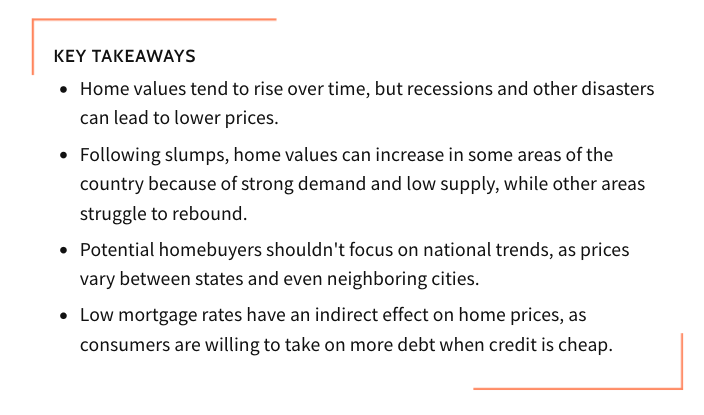 KEY TAKEAWAYS
• Home values tend to rise over time, but recessions and other disasters
can lead to lower prices.
• Following slumps, home values can increase in some areas of the
country because of strong demand and low supply, while other areas
struggle to rebound.
• Potential homebuyers shouldn't focus on national trends, as prices
vary between states and even neighboring cities.
• Low mortgage rates have an indirect effect on home prices, as
consumers are willing to take on more debt when credit is cheap.